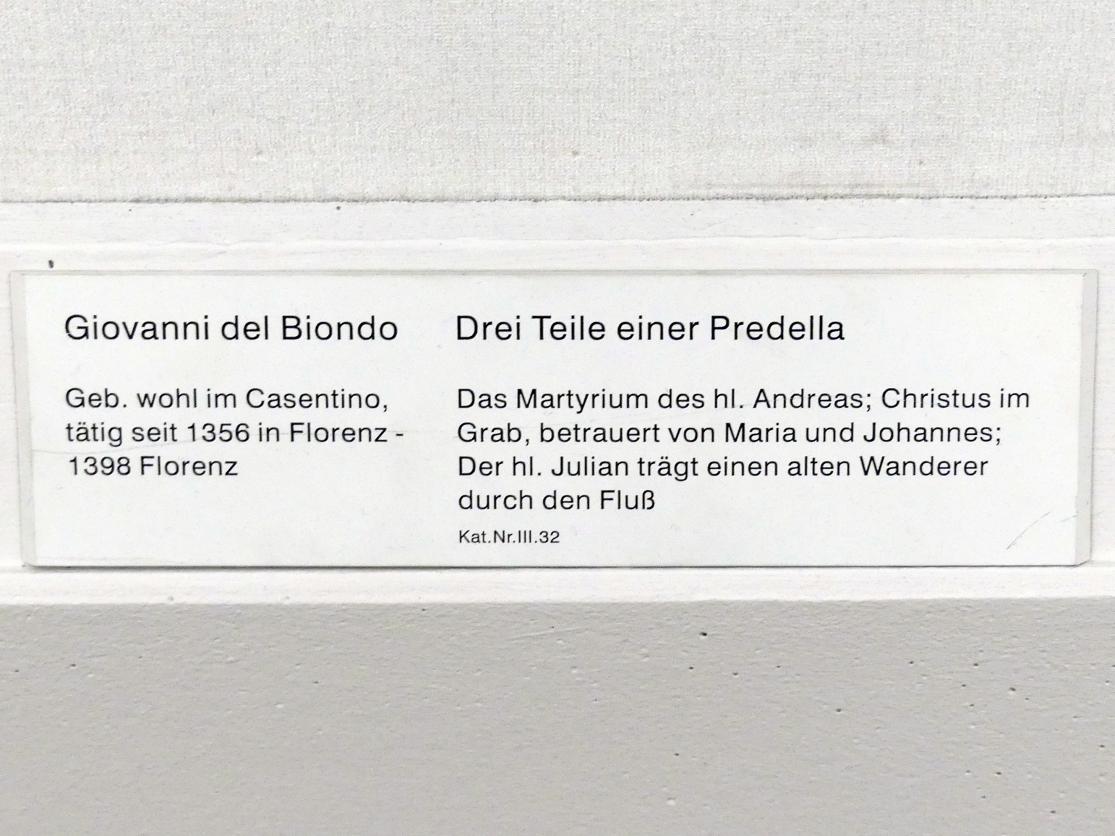 Giovanni del Biondo
Geb. wohl im Casentino,
tätig seit 1356 in Florenz -
1398 Florenz
Drei Teile einer Predella
Das Martyrium des hl. Andreas; Christus im
Grab, betrauert von Maria und Johannes;
Der hl. Julian trägt einen alten Wanderer
durch den Fluß
Kat.Nr.III.32